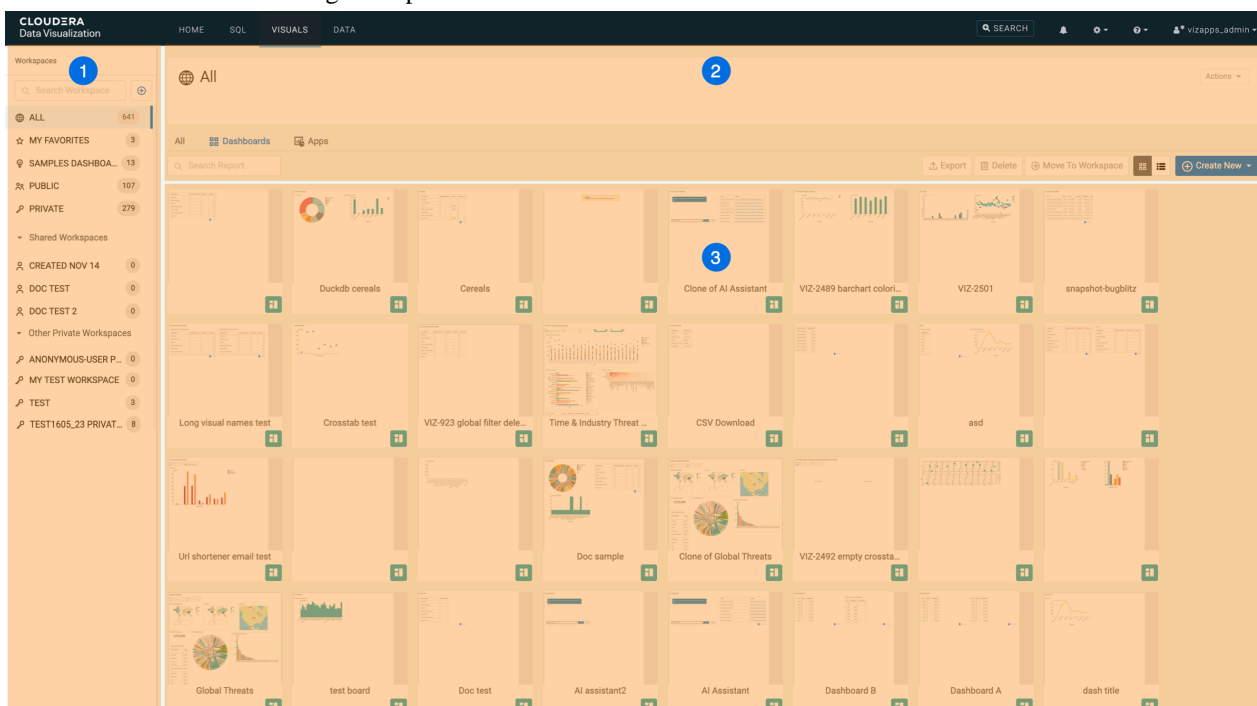 CLOUDERA
Data Visualization
HOME SQL VISUALS DATA
SEARCH
vizapps_admin
Workspaces
1
Search Workspace
ALL 641
MY FAVORITES 3
SAMPLES DASHBOA... 13
PUBLIC 107
PRIVATE 279
Shared Workspaces
CREATED NOV 14 0
DOC TEST 0
DOC TEST 2 0
Other Private Workspaces
ANONYMOUS-USER P... 0
MY TEST WORKSPACE 0
TEST 3
TEST1605_23 PRIVAT... 8
All
2
Actions
All Dashboards Apps
Search Report
Export Delete Move To Workspace Create New
3
Duckdb cereals Cereals Clone of AI Assistant VIZ-2489 barchart colori... VIZ-2501 snapshot-bugblitz
Long visual names test Crosstab test VIZ-923 global filter dele... Time & Industry Threat ... CSV Download asd
Url shortener email test Doc sample Clone of Global Threats VIZ-2492 empty crossta...
Global Threats test board Doc test AI assistant2 AI Assistant Dashboard B Dashboard A dash title